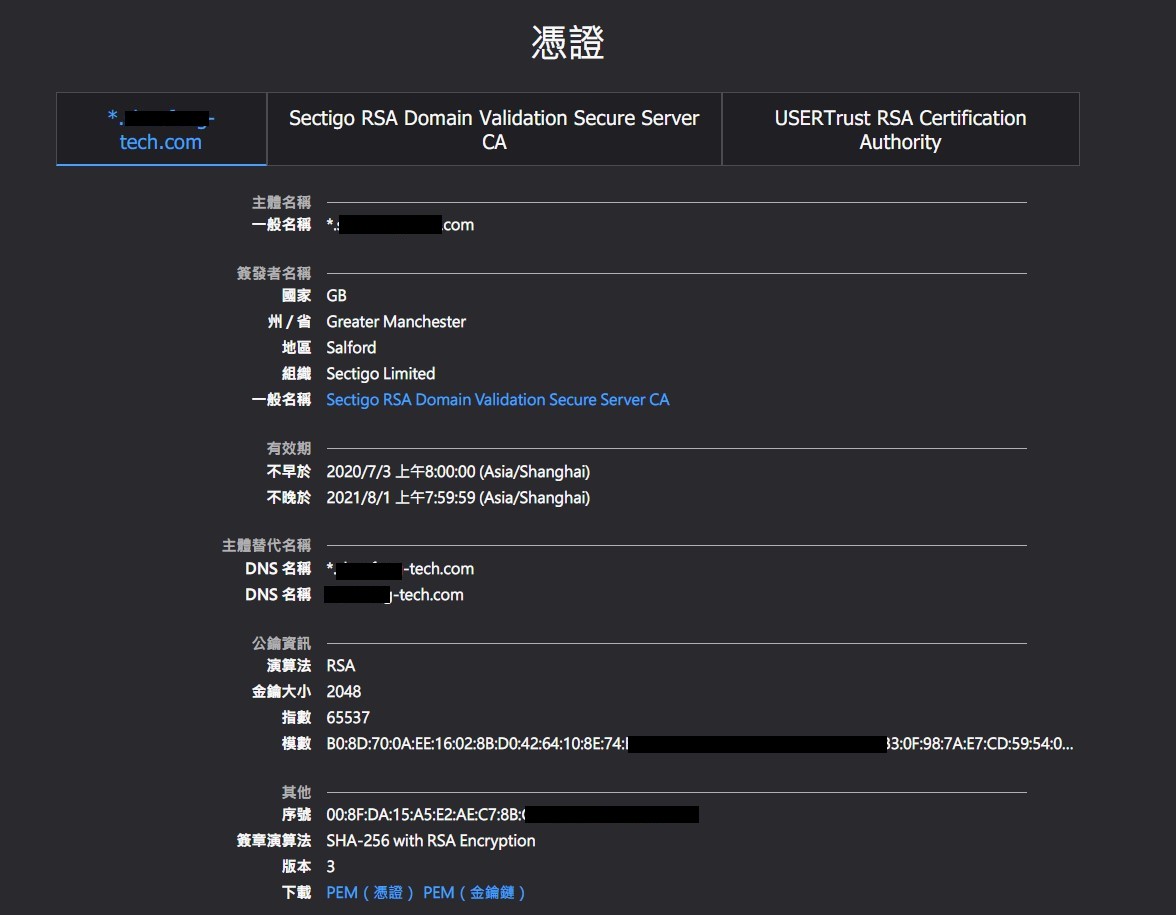 憑證
*.
-
tech.com
Sectigo RSA Domain Validation Secure Server
CA
USERTrust RSA Certification
Authority
主體名稱
一般名稱 *. .com
簽發者名稱
國家 GB
州 / 省 Greater Manchester
地區 Salford
組織 Sectigo Limited
一般名稱 Sectigo RSA Domain Validation Secure Server CA
有效期
不早於 2020/7/3 上午8:00:00 (Asia/Shanghai)
不晚於 2021/8/1 上午7:59:59 (Asia/Shanghai)
主體替代名稱
DNS 名稱 *. -tech.com
DNS 名稱 -tech.com
公鑰資訊
演算法 RSA
金鑰大小 2048
指數 65537
模數 B0:8D:70:0A:EE:16:02:8B:D0:42:64:10:8E:74: 3:0F:98:7A:E7:CD:59:54:0...
其他
序號 00:8F:DA:15:A5:E2:AE:C7:8B:
簽章演算法 SHA-256 with RSA Encryption
版本 3
下載 PEM（憑證） PEM（金鑰鏈）